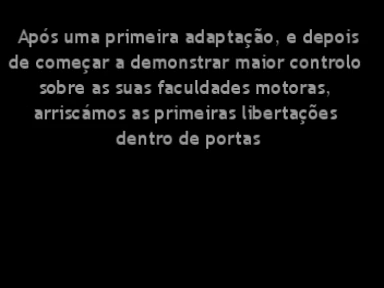 Após uma primeira adaptação, e depois
de começar a demonstrar maior controlo
sobre as suas faculdades motoras,
arriscámos as primeiras libertações
dentro de portas